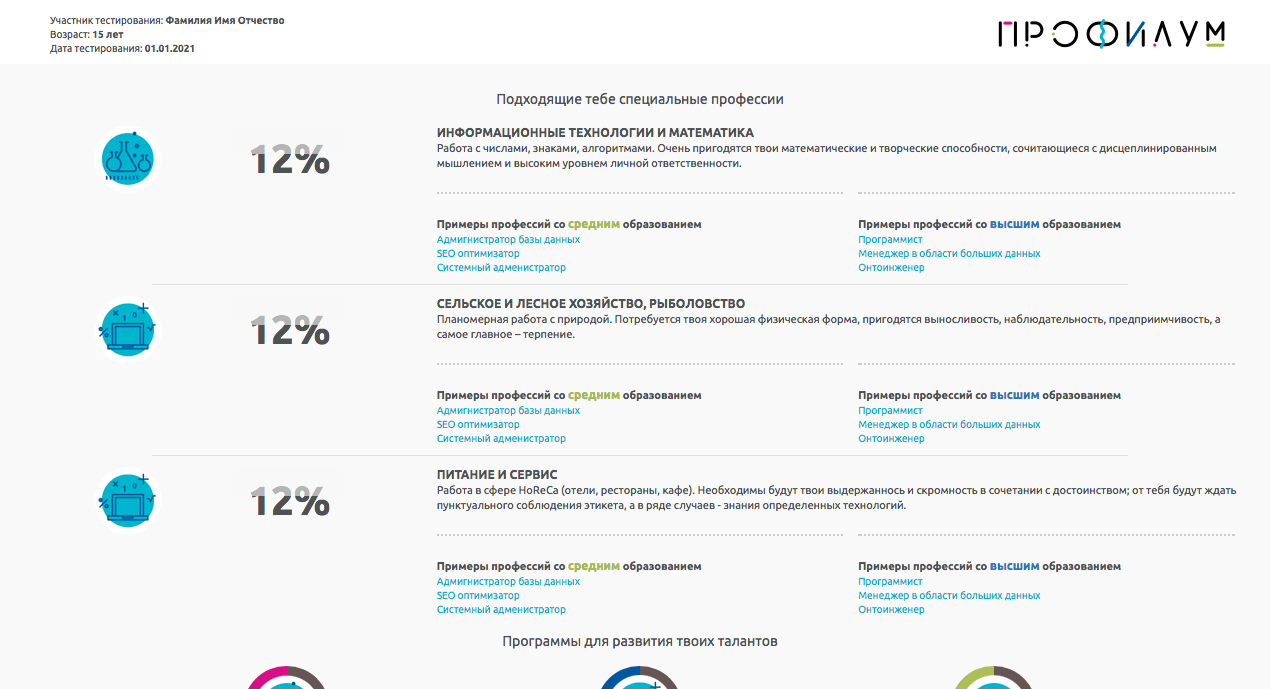 Участник тестирования: Фамилия Имя Отчество
Возраст: 15 лет
Дата тестирования: 01.01.2021
ПРОФИЛУМ
Подходящие тебе специальные профессии
12%
ИНФОРМАЦИОННЫЕ ТЕХНОЛОГИИ И МАТЕМАТИКА
Работа с числами, знаками, алгоритмами. Очень пригодятся твои математические и творческие способности, сочитающиеся с дисцеплинированным
мышлением и высоким уровнем личной ответственности.
Примеры профессий со средним образованием
Администратор базы данных
SEO оптимизатор
Системный адменистратор
Примеры профессий со высшим образованием
Программист
Менеджер в области больших данных
Онтоинженер
12%
СЕЛЬСКОЕ И ЛЕСНОЕ ХОЗЯЙСТВО, РЫБОЛОВСТВО
Планомерная работа с природой. Потребуется твоя хорошая физическая форма, пригодятся выносливость, наблюдательность, предприимчивость, а
самое главное – терпение.
Примеры профессий со средним образованием
Администратор базы данных
SEO оптимизатор
Системный адменистратор
Примеры профессий со высшим образованием
Программист
Менеджер в области больших данных
Онтоинженер
12%
ПИТАНИЕ И СЕРВИС
Работа в сфере HoReCa (отели, рестораны, кафе). Необходимы будут твои выдержаннось и скромность в сочетании с достоинством; от тебя будут ждать
пунктуального соблюдения этикета, а в ряде случаев - знания определенных технологий.
Примеры профессий со средним образованием
Администратор базы данных
SEO оптимизатор
Системный адменистратор
Примеры профессий со высшим образованием
Программист
Менеджер в области больших данных
Онтоинженер
Программы для развития твоих талантов